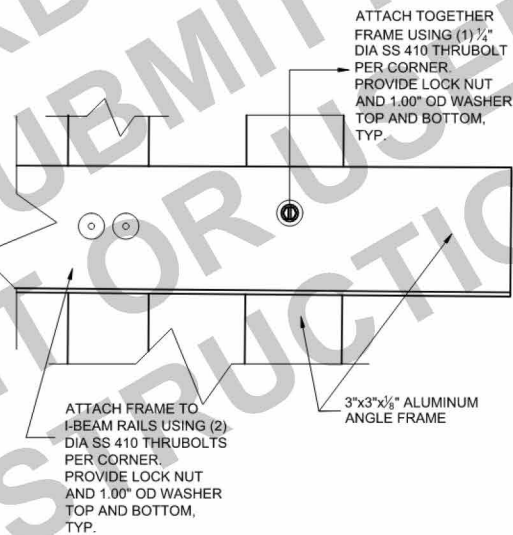 ATTACH TOGETHER
FRAME USING (1) ¼"
DIA SS 410 THRUBOLT
PER CORNER.
PROVIDE LOCK NUT
AND 1.00" OD WASHER
TOP AND BOTTOM,
TYP.
3"x3"x⅛" ALUMINUM
ANGLE FRAME
ATTACH FRAME TO
I-BEAM RAILS USING (2)
DIA SS 410 THRUBOLTS
PER CORNER.
PROVIDE LOCK NUT
AND 1.00" OD WASHER
TOP AND BOTTOM,
TYP.
SUBMIT
OR USE